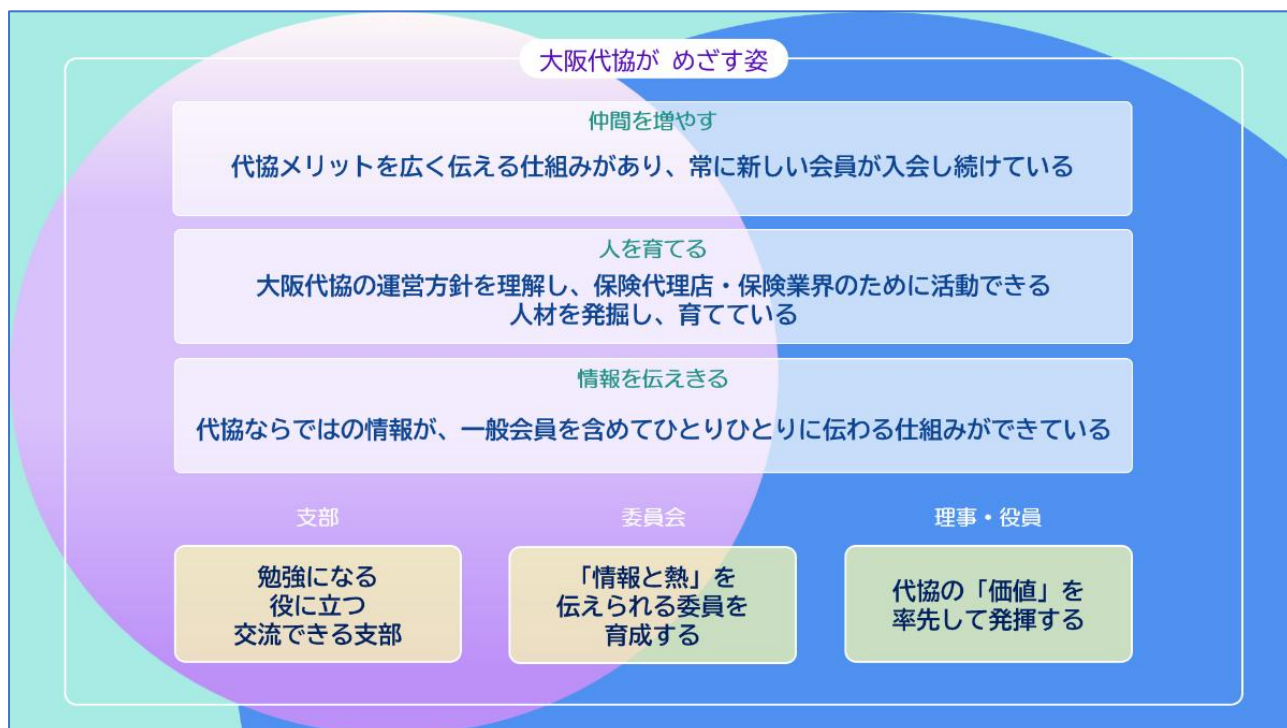 大阪代協が めざす姿
仲間を増やす
代協メリットを広く伝える仕組みがあり、常に新しい会員が入会し続けている
人を育てる
大阪代協の運営方針を理解し、保険代理店・保険業界のために活動できる
人材を発掘し、育てている
情報を伝えきる
代協ならではの情報が、一般会員を含めてひとりひとりに伝わる仕組みができている
支部
勉強になる
役に立つ
交流できる支部
委員会
「情報と熱」を
伝えられる委員を
育成する
理事・役員
代協の「価値」を
率先して発揮する